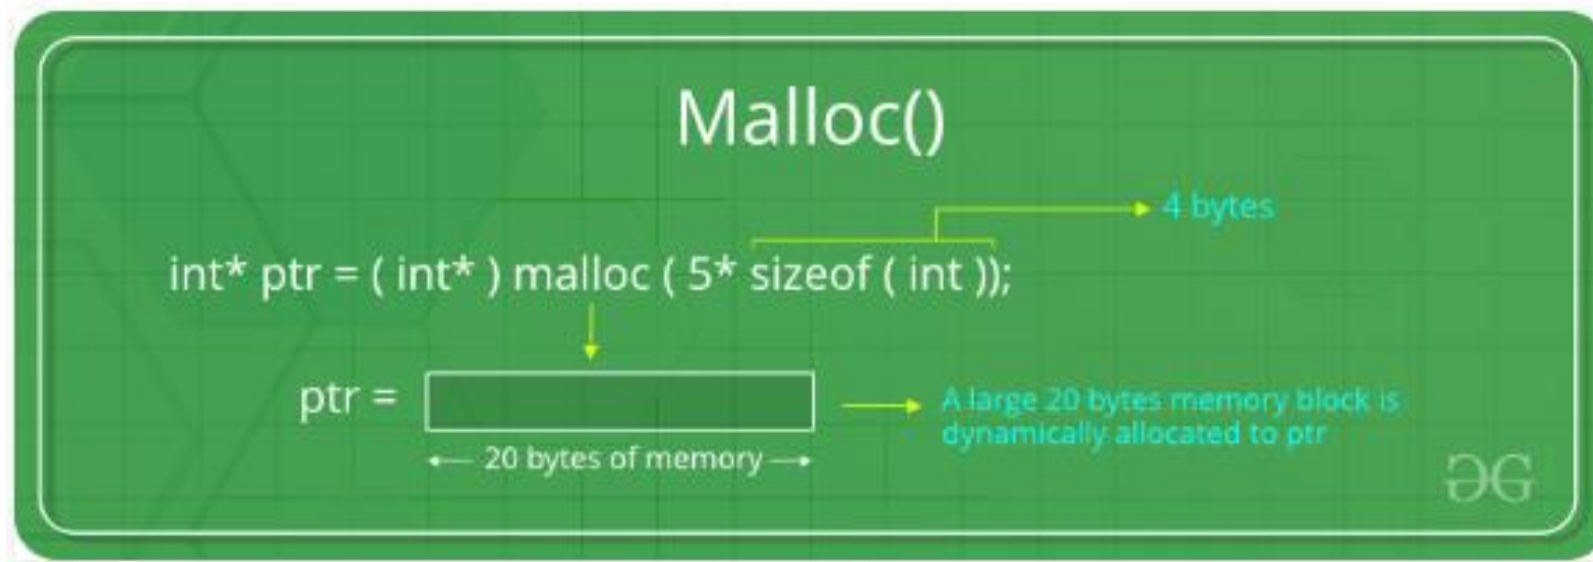 Malloc()
4 bytes
int* ptr = ( int* ) malloc ( 5* sizeof ( int ));
ptr =
A large 20 bytes memory block is
dynamically allocated to ptr
20 bytes of memory